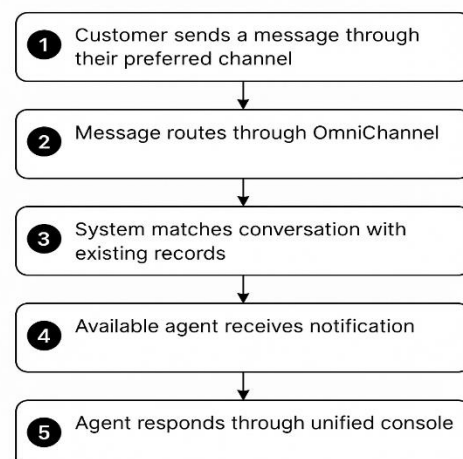 1 Customer sends a message through
their preferred channel
2 Message routes through OmniChannel
3 System matches conversation with
existing records
4 Available agent receives notification
5 Agent responds through unified console